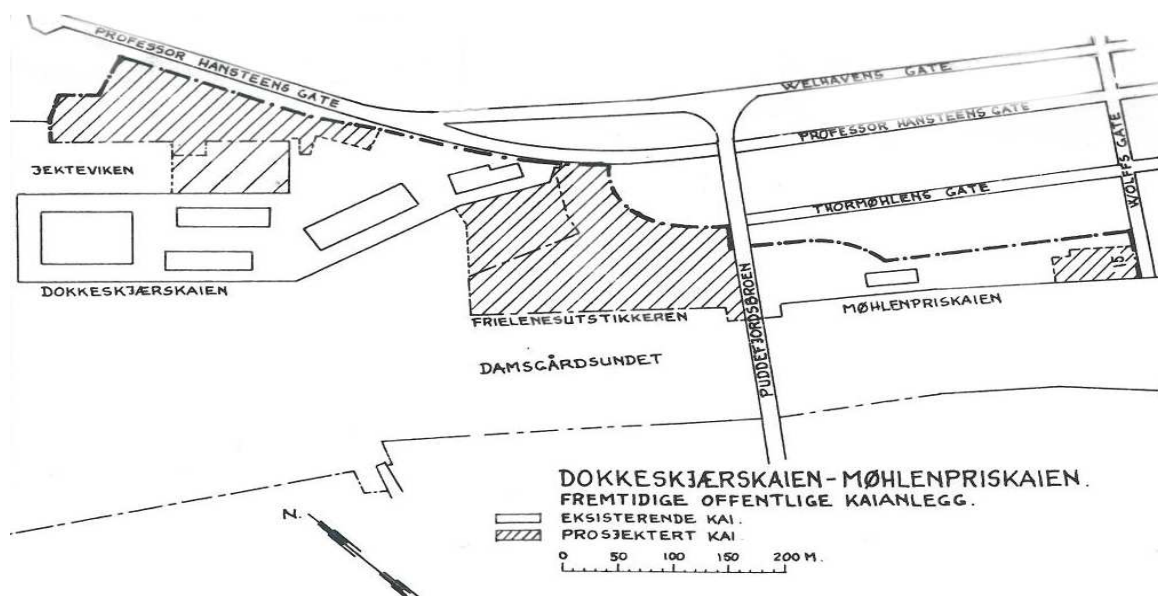 PROFESSOR HANSTEENS GATE
WELHAVENS GATE
PROFESSOR HANSTEENS GATE
JEKTEVIKEN
THORMØHLENS GATE
WOLFFS GATE
15
DOKKESKJÆRSKAIEN
FRIELENESUTSTIKKEREN
MØHLENPRISKAIEN
PUDDEFJORDSBROEN
DAMSGÅRDSUNDET
DOKKESKJÆRSKAIEN-MØHLENPRISKAIEN.
FREMTIDIGE OFFENTLIGE KAIANLEGG.
N.
EKSISTERENDE KAI.
PROSJEKTERT KAI.
0 50 100 150 200 M.